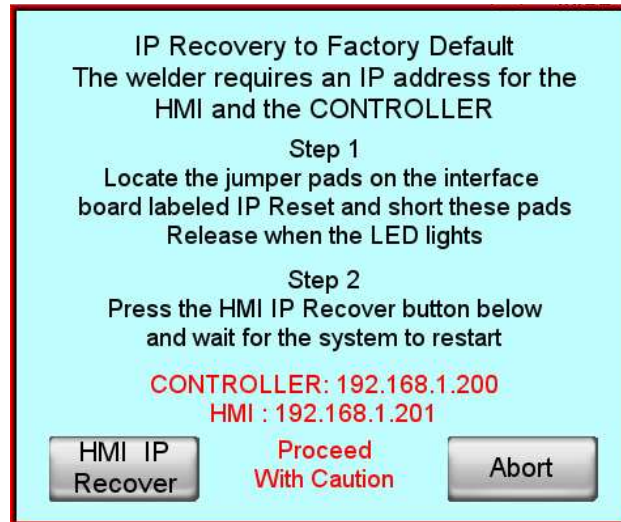 IP Recovery to Factory Default
The welder requires an IP address for the
HMI and the CONTROLLER
Step 1
Locate the jumper pads on the interface
board labeled IP Reset and short these pads
Release when the LED lights
Step 2
Press the HMI IP Recover button below
and wait for the system to restart
CONTROLLER: 192.168.1.200
HMI : 192.168.1.201
HMI IP
Recover
Proceed
With Caution
Abort